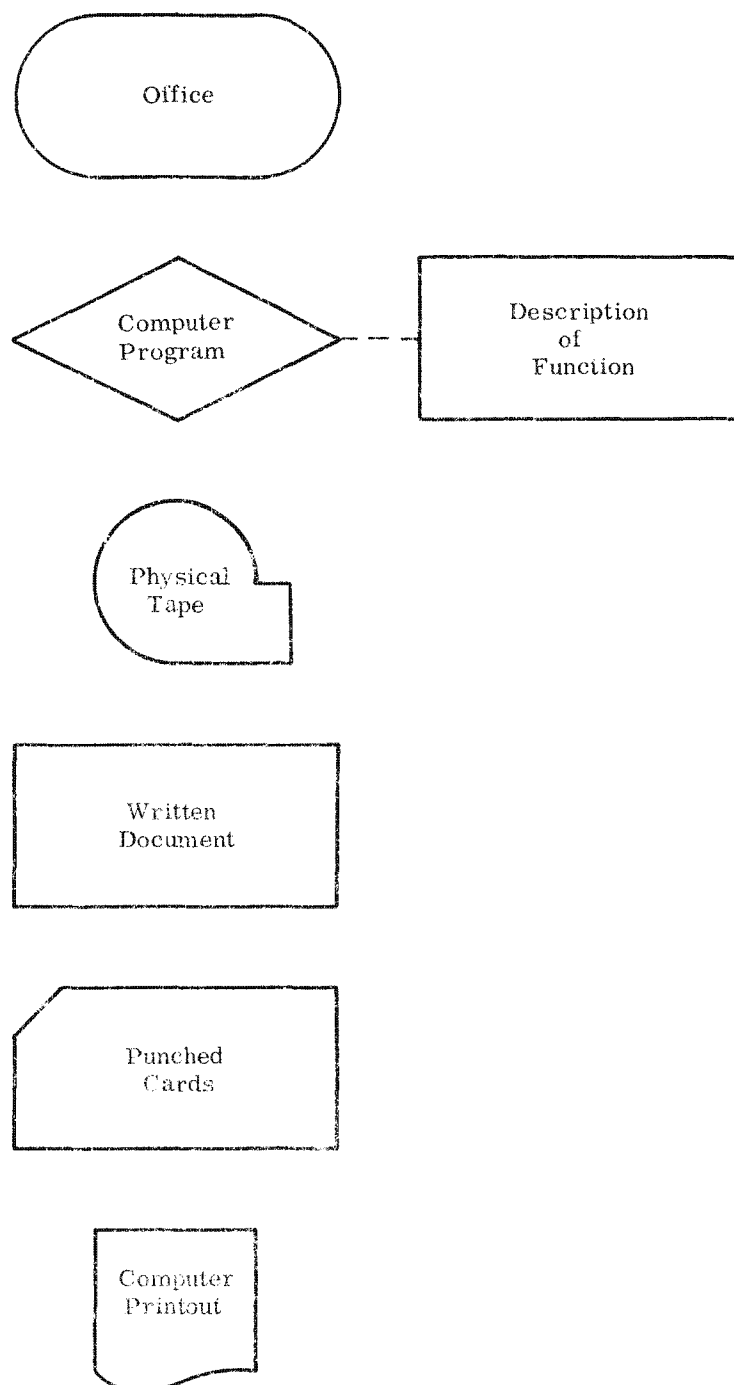 Office
Computer
Program
Description
of
Function
Physical
Tape
Written
Document
Punched
Cards
Computer
Printout